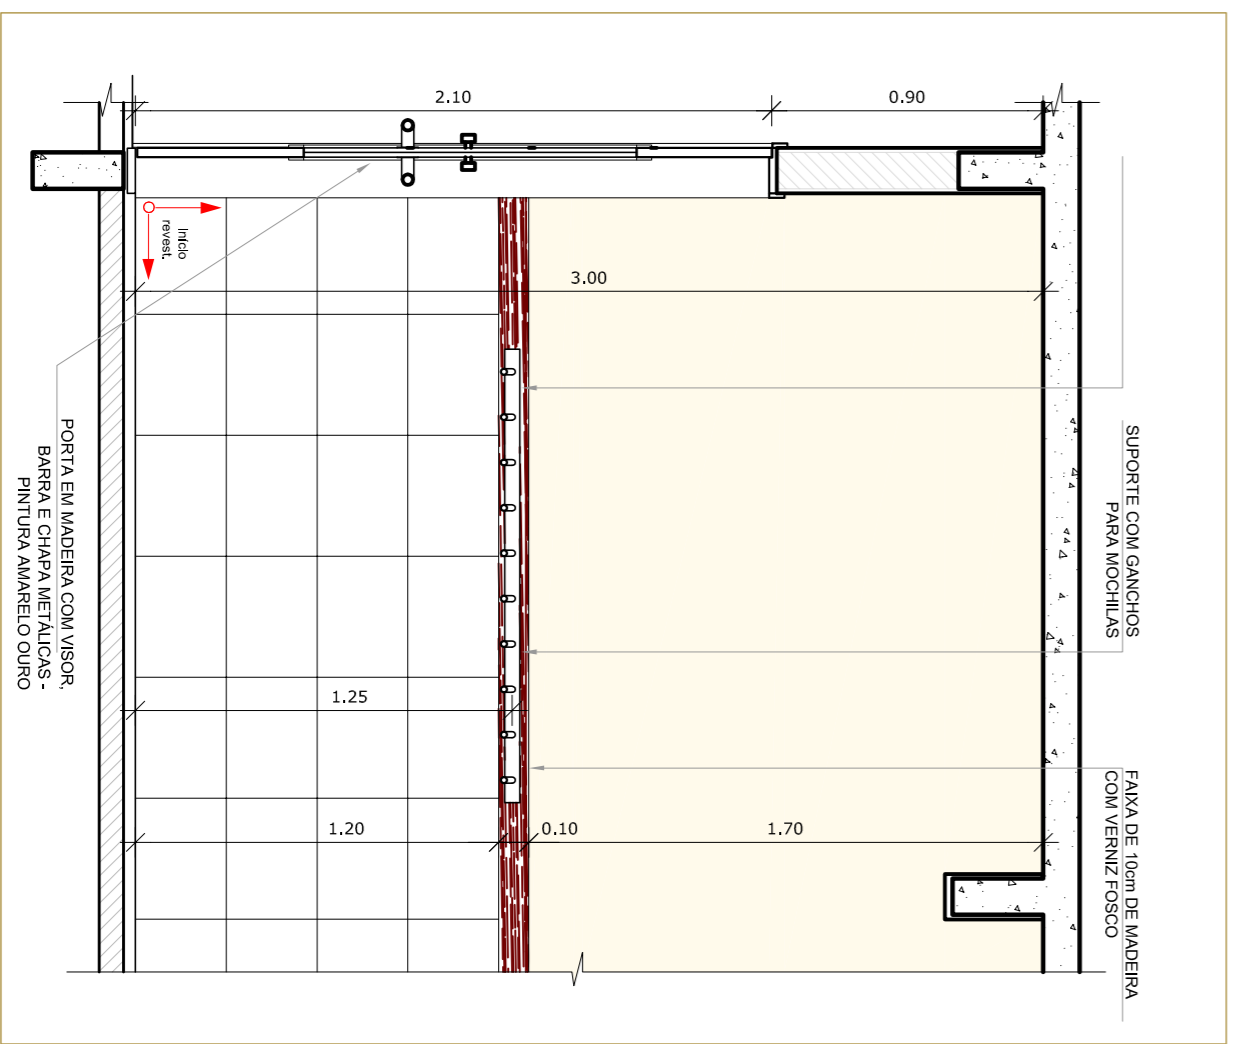 2.10
0.90
Início
revest.
3.00
SUPORTE COM GANCHOS
PARA MOCHILAS
PORTA EM MADEIRA COM VISOR,
BARRA E CHAPA METÁLICAS -
PINTURA AMARELO OURO
1.25
FAIXA DE 10cm DE MADEIRA
COM VERNIZ FOSCO
1.20
0.10
1.70